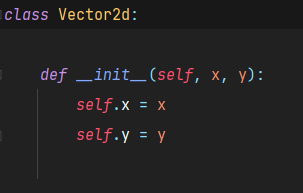 class Vector2d:
    def __init__(self, x, y):
        self.x = x
        self.y = y